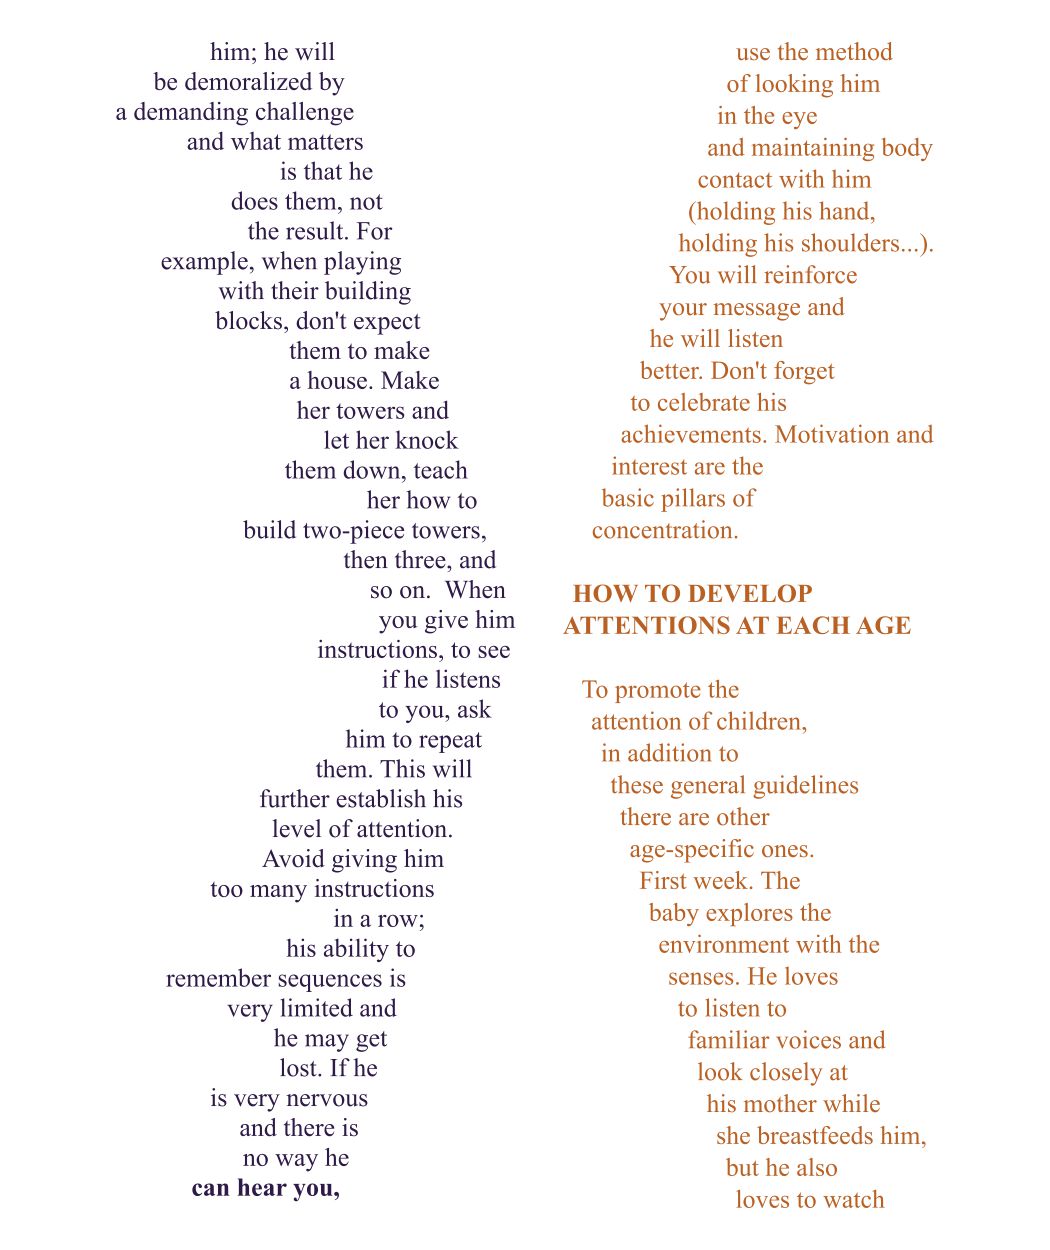 him; he will
be demoralized by
a demanding challenge
and what matters
is that he
does them, not
the result. For
example, when playing
with their building
blocks, don't expect
them to make
a house. Make
her towers and
let her knock
them down, teach
her how to
build two-piece towers,
then three, and
so on.  When
you give him
instructions, to see
if he listens
to you, ask
him to repeat
them. This will
further establish his
level of attention.
Avoid giving him
too many instructions
in a row;
his ability to
remember sequences is
very limited and
he may get
lost. If he
is very nervous
and there is
no way he
can hear you,
use the method
of looking him
in the eye
and maintaining body
contact with him
(holding his hand,
holding his shoulders...).
You will reinforce
your message and
he will listen
better. Don't forget
to celebrate his
achievements. Motivation and
interest are the
basic pillars of
concentration.
HOW TO DEVELOP
ATTENTIONS AT EACH AGE
To promote the
attention of children,
in addition to
these general guidelines
there are other
age-specific ones.
First week. The
baby explores the
environment with the
senses. He loves
to listen to
familiar voices and
look closely at
his mother while
she breastfeeds him,
but he also
loves to watch